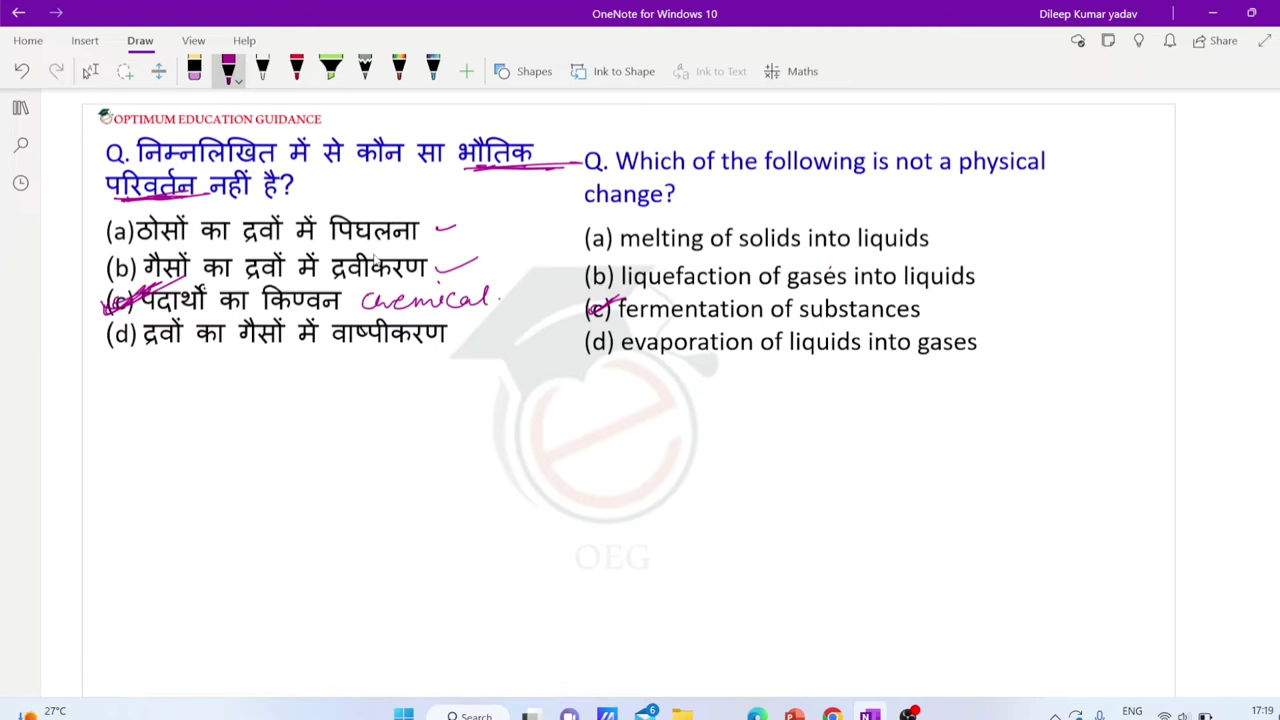 OneNote for Windows 10
Dileep Kumar yadav
Home Insert Draw View Help
Share
Shapes
Ink to Shape
Ink to Text
Maths
OPTIMUM EDUCATION GUIDANCE
Q. निम्नलिखित में से कौन सा भौतिक
परिवर्तन नहीं है?
(a)ठोसों का द्रवों में पिघलना
(b) गैसों का द्रवों में द्रवीकरण
(c) पदार्थों का किण्वन chemical
(d) द्रवों का गैसों में वाष्पीकरण
Q. Which of the following is not a physical
change?
(a) melting of solids into liquids
(b) liquefaction of gases into liquids
(c) fermentation of substances
(d) evaporation of liquids into gases
OEG
27°C
Search
6
ENG
17:19